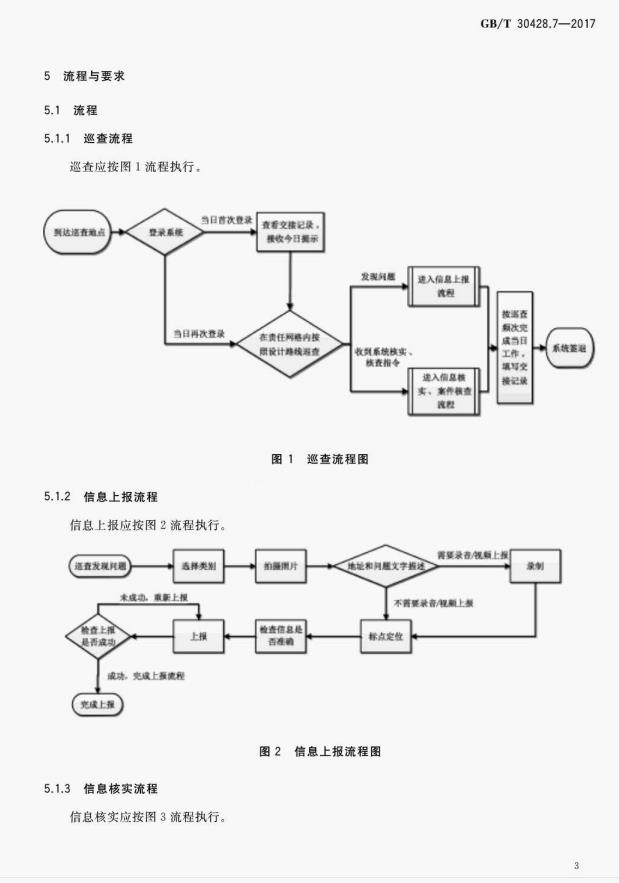 GB/T 30428.7—2017
5 流程与要求
5.1 流程
5.1.1 巡查流程
巡查应按图1流程执行。
到达巡查地点
登录系统
当日首次登录
查看交接记录,
接收今日提示
当日再次登录
在责任网格内按
照设计路线巡查
发现问题
进入信息上报
流程
收到系统核实、
核查指令
进入信息核
实、案件核查
流程
按巡查
频次完
成当日
工作,
填写交
接记录
系统签退
图1 巡查流程图
5.1.2 信息上报流程
信息上报应按图2流程执行。
巡查发现问题
选择类别
拍摄图片
地址和问题文字描述
需要录音/视频上报
录制
不需要录音/视频上报
标点定位
检查信息是
否准确
上报
未成功,重新上报
检查上报
是否成功
成功,完成上报流程
完成上报
图2 信息上报流程图
5.1.3 信息核实流程
信息核实应按图3流程执行。
3